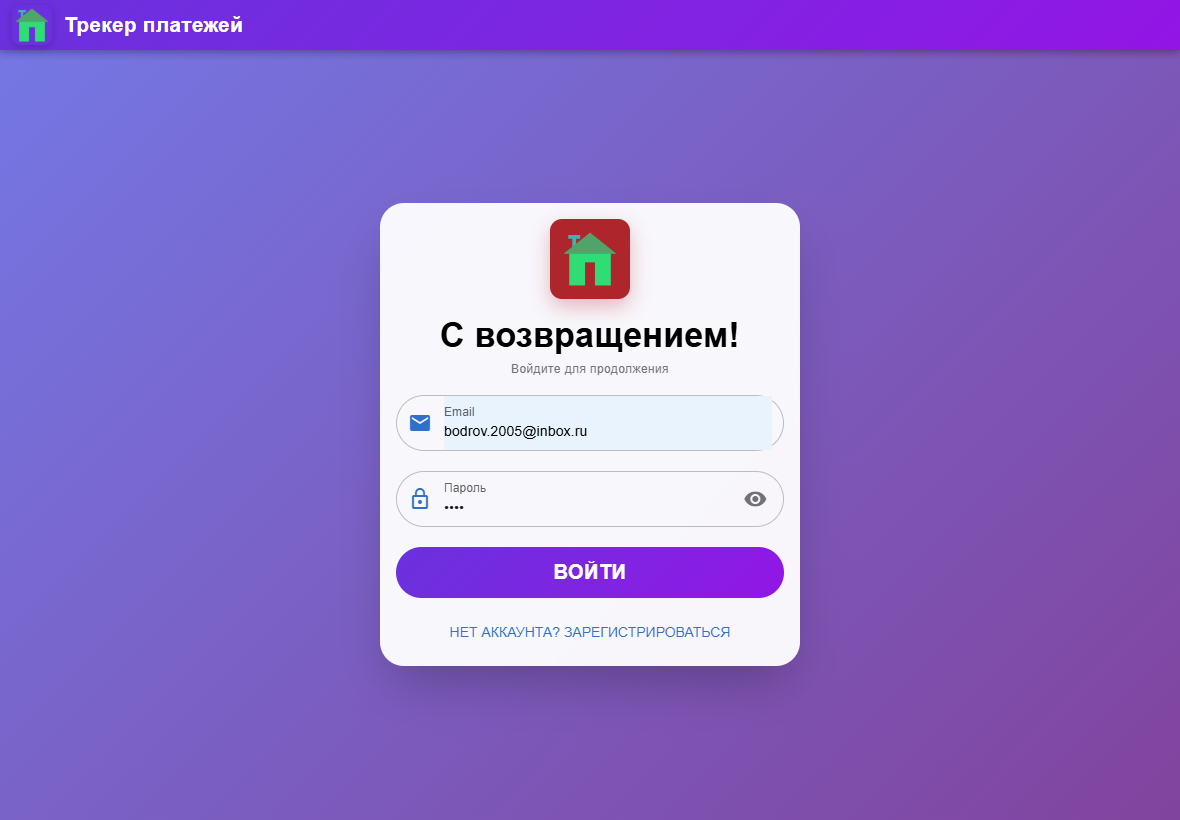 Трекер платежей
С возвращением!
Войдите для продолжения
Email
bodrov.2005@inbox.ru
Пароль
••••
ВОЙТИ
НЕТ АККАУНТА? ЗАРЕГИСТРИРОВАТЬСЯ